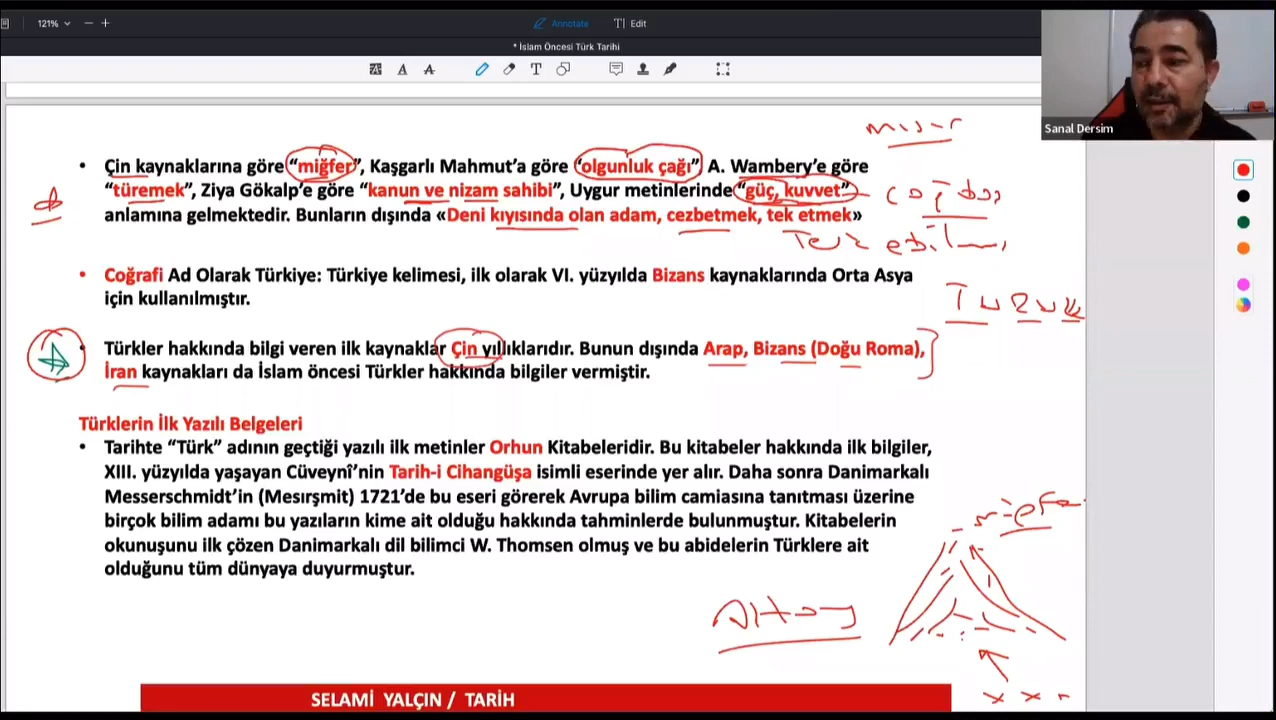 121%
Annotate
Edit
* İslam Öncesi Türk Tarihi
Sanal Dersim
Mısır
• Çin kaynaklarına göre “miğfer”, Kaşgarlı Mahmut’a göre “olgunluk çağı”, A. Wambery’e göre
“türemek”, Ziya Gökalp’e göre “kanun ve nizam sahibi”, Uygur metinlerinde “güç, kuvvet”
anlamına gelmektedir. Bunların dışında «Deni kıyısında olan adam, cezbetmek, tek etmek»
• Coğrafi Ad Olarak Türkiye: Türkiye kelimesi, ilk olarak VI. yüzyılda Bizans kaynaklarında Orta Asya
için kullanılmıştır.
• Türkler hakkında bilgi veren ilk kaynaklar Çin yıllıklarıdır. Bunun dışında Arap, Bizans (Doğu Roma),
İran kaynakları da İslam öncesi Türkler hakkında bilgiler vermiştir.
Türklerin İlk Yazılı Belgeleri
• Tarihte “Türk” adının geçtiği yazılı ilk metinler Orhun Kitabeleridir. Bu kitabeler hakkında ilk bilgiler,
XIII. yüzyılda yaşayan Cüveynî’nin Tarih-i Cihangüşa isimli eserinde yer alır. Daha sonra Danimarkalı
Messerschmidt’in (Mesırşmit) 1721’de bu eseri görerek Avrupa bilim camiasına tanıtması üzerine
birçok bilim adamı bu yazıların kime ait olduğu hakkında tahminlerde bulunmuştur. Kitabelerin
okunuşunu ilk çözen Danimarkalı dil bilimci W. Thomsen olmuş ve bu abidelerin Türklere ait
olduğunu tüm dünyaya duyurmuştur.
miğfer
Altay
SELAMİ YALÇIN / TARİH